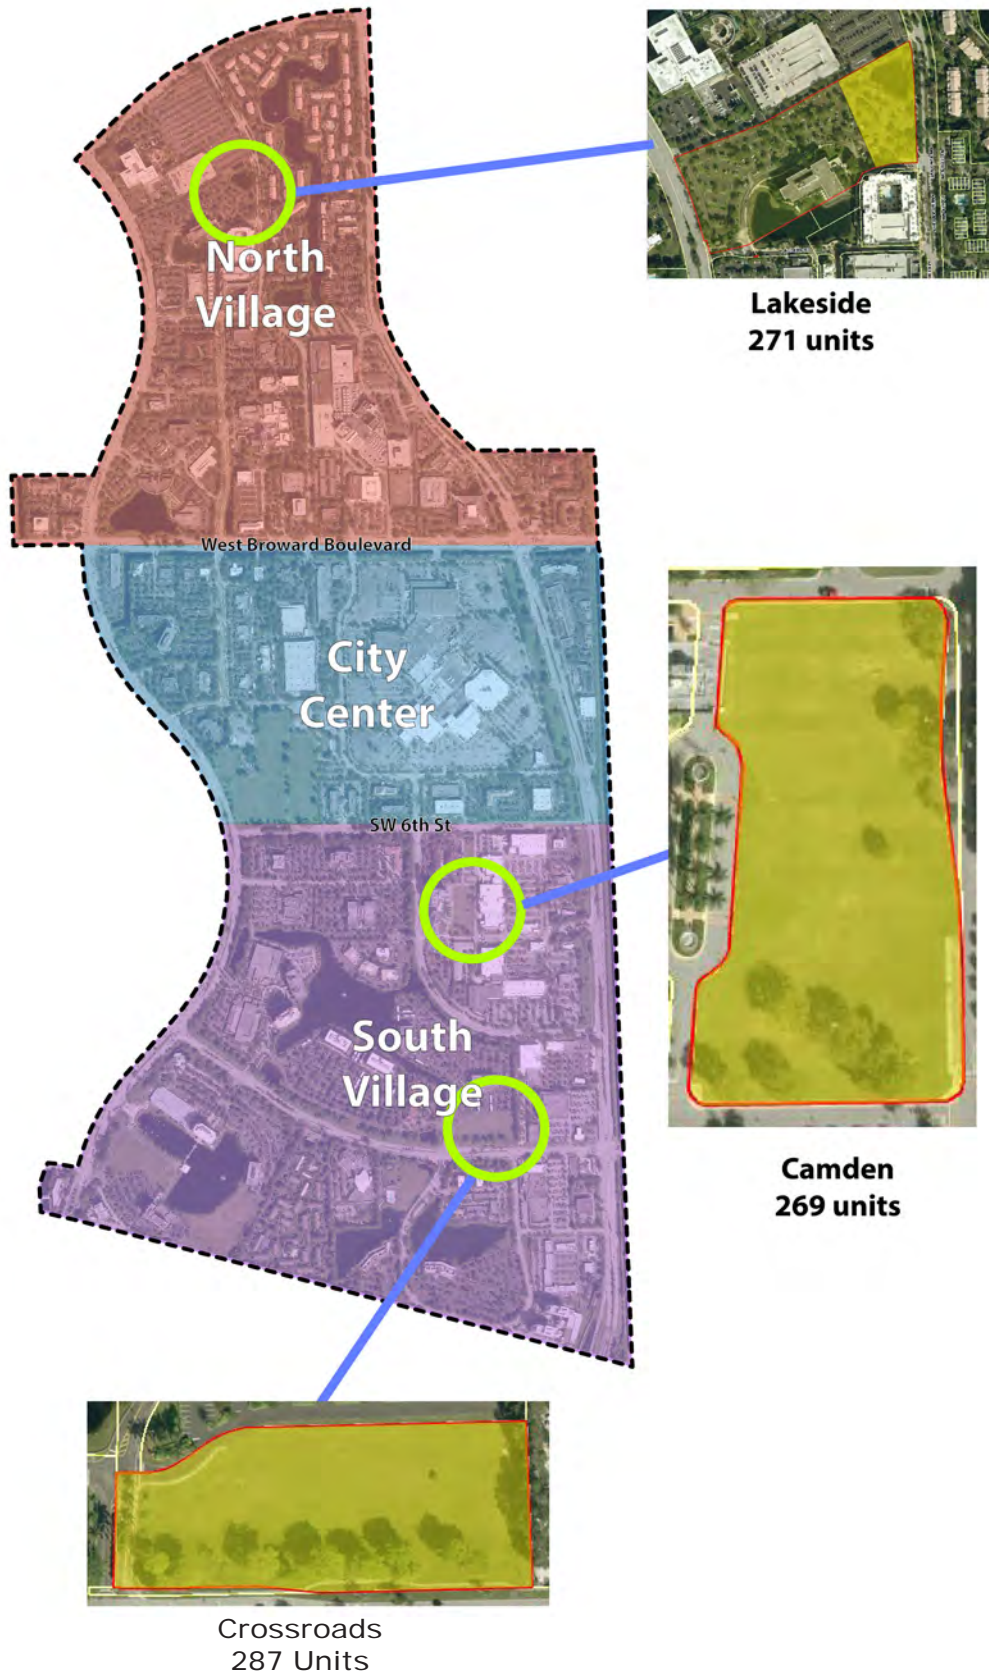 North
Village
Lakeside
271 units
West Broward Boulevard
City
Center
SW 6th St
South
Village
Camden
269 units
Crossroads
287 Units